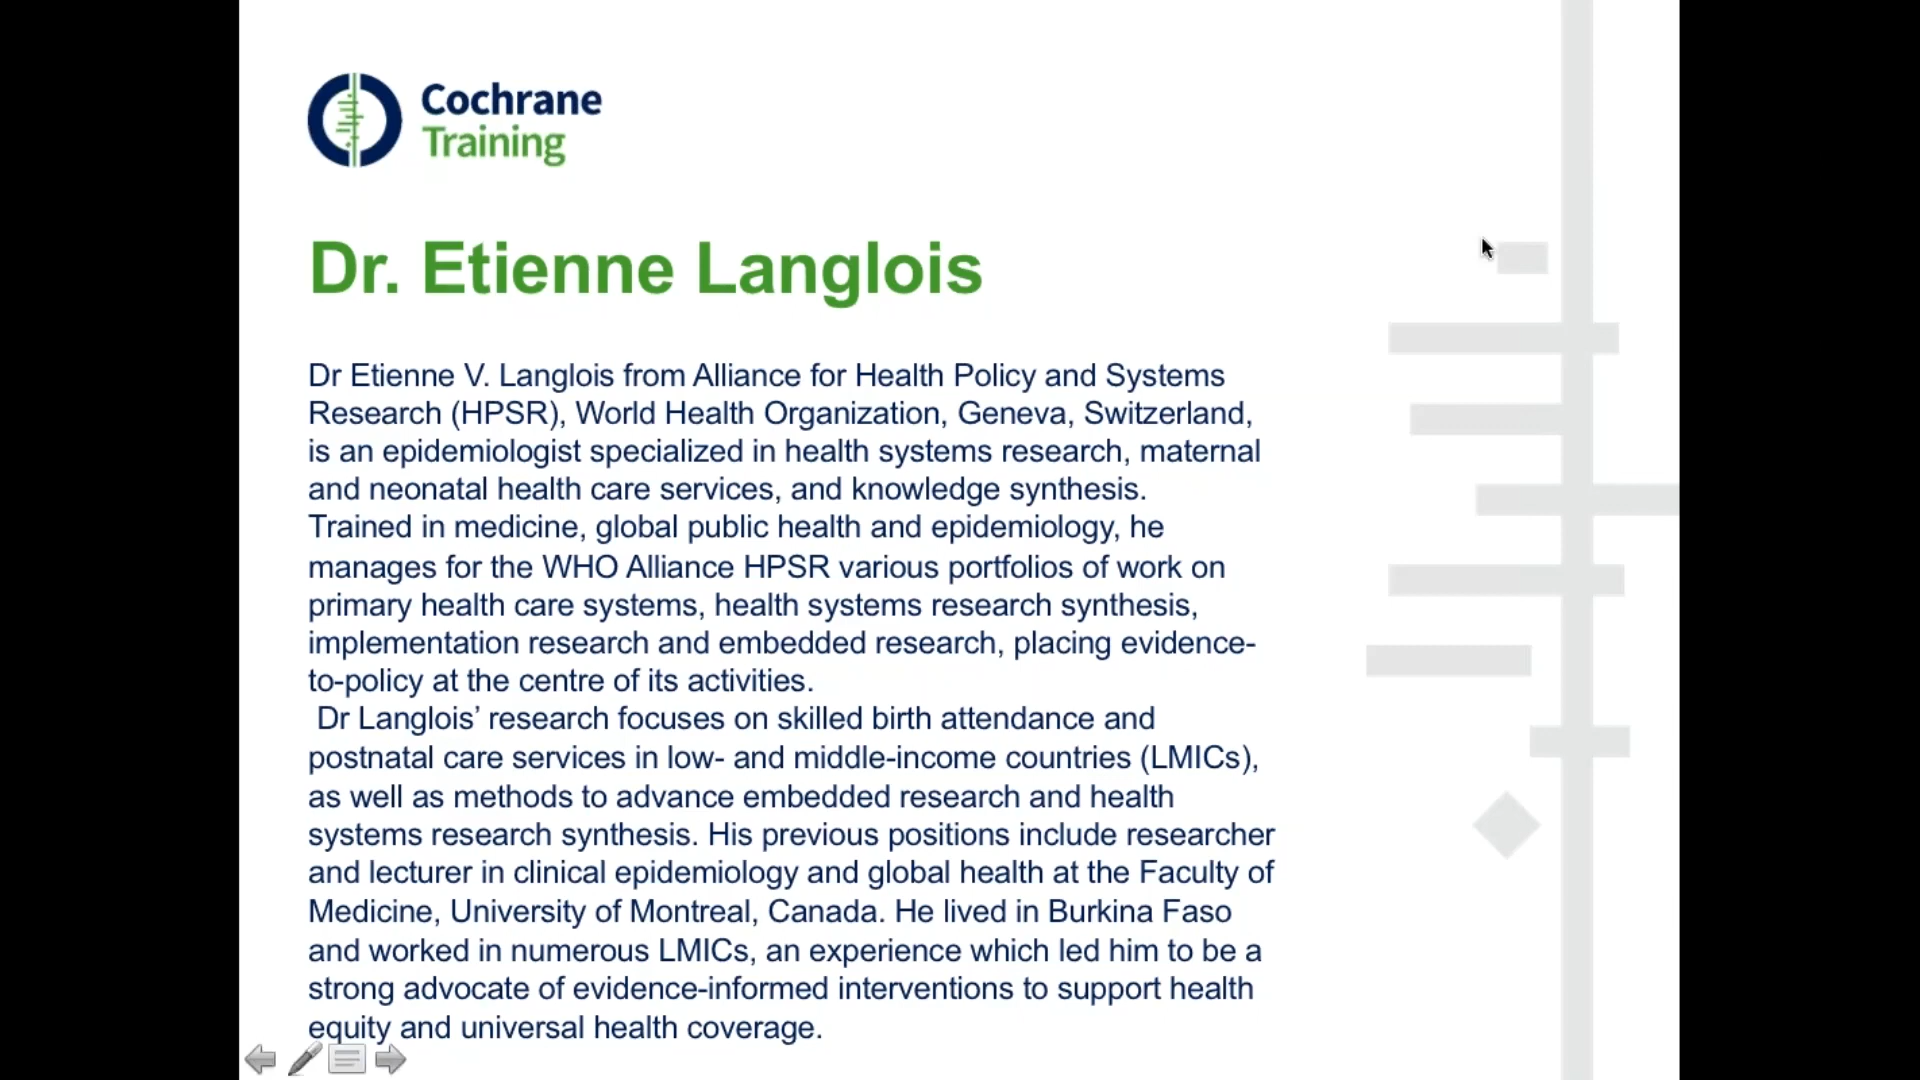 Cochrane
Training
Dr. Etienne Langlois
Dr Etienne V. Langlois from Alliance for Health Policy and Systems
Research (HPSR), World Health Organization, Geneva, Switzerland,
is an epidemiologist specialized in health systems research, maternal
and neonatal health care services, and knowledge synthesis.
Trained in medicine, global public health and epidemiology, he
manages for the WHO Alliance HPSR various portfolios of work on
primary health care systems, health systems research synthesis,
implementation research and embedded research, placing evidence-
to-policy at the centre of its activities.
Dr Langlois’ research focuses on skilled birth attendance and
postnatal care services in low- and middle-income countries (LMICs),
as well as methods to advance embedded research and health
systems research synthesis. His previous positions include researcher
and lecturer in clinical epidemiology and global health at the Faculty of
Medicine, University of Montreal, Canada. He lived in Burkina Faso
and worked in numerous LMICs, an experience which led him to be a
strong advocate of evidence-informed interventions to support health
equity and universal health coverage.